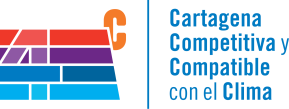 C
Cartagena
Competitiva y
Compatible
con el Clima